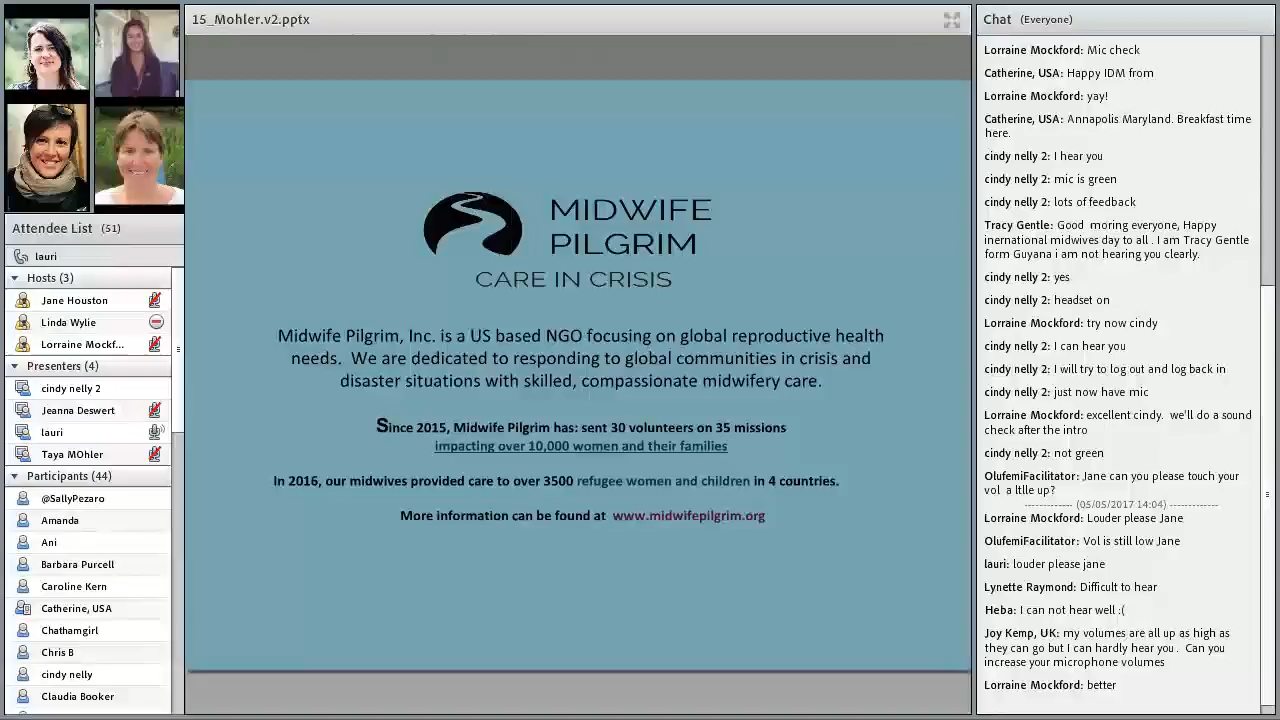 15_Mohler.v2.pptx
Attendee List (51)
lauri
Hosts (3)
Jane Houston
Linda Wylie
Lorraine Mockf...
Presenters (4)
cindy nelly 2
Jeanna Deswert
lauri
Taya MOhler
Participants (44)
@SallyPezaro
Amanda
Ani
Barbara Purcell
Caroline Kern
Catherine, USA
Chathamgirl
Chris B
cindy nelly
Claudia Booker
MIDWIFE
PILGRIM
CARE IN CRISIS
Midwife Pilgrim, Inc. is a US based NGO focusing on global reproductive health
needs. We are dedicated to responding to global communities in crisis and
disaster situations with skilled, compassionate midwifery care.
Since 2015, Midwife Pilgrim has: sent 30 volunteers on 35 missions
impacting over 10,000 women and their families
In 2016, our midwives provided care to over 3500 refugee women and children in 4 countries.
More information can be found at www.midwifepilgrim.org
Chat (Everyone)
Lorraine Mockford: Mic check
Catherine, USA: Happy IDM from
Lorraine Mockford: yay!
Catherine, USA: Annapolis Maryland. Breakfast time
here.
cindy nelly 2: I hear you
cindy nelly 2: mic is green
cindy nelly 2: lots of feedback
Tracy Gentle: Good moring everyone, Happy
inernational midwives day to all . I am Tracy Gentle
form Guyana i am not hearing you clearly.
cindy nelly 2: yes
cindy nelly 2: headset on
Lorraine Mockford: try now cindy
cindy nelly 2: I can hear you
cindy nelly 2: I will try to log out and log back in
cindy nelly 2: just now have mic
Lorraine Mockford: excellent cindy. we'll do a sound
check after the intro
cindy nelly 2: not green
OlufemiFacilitator: Jane can you please touch your
vol a lttle up?
------------- (05/05/2017 14:04) -------------
Lorraine Mockford: Louder please Jane
OlufemiFacilitator: Vol is still low Jane
lauri: louder please jane
Lynette Raymond: Difficult to hear
Heba: I can not hear well :(
Joy Kemp, UK: my volumes are all up as high as
they can go but I can hardly hear you . Can you
increase your microphone volumes
Lorraine Mockford: better